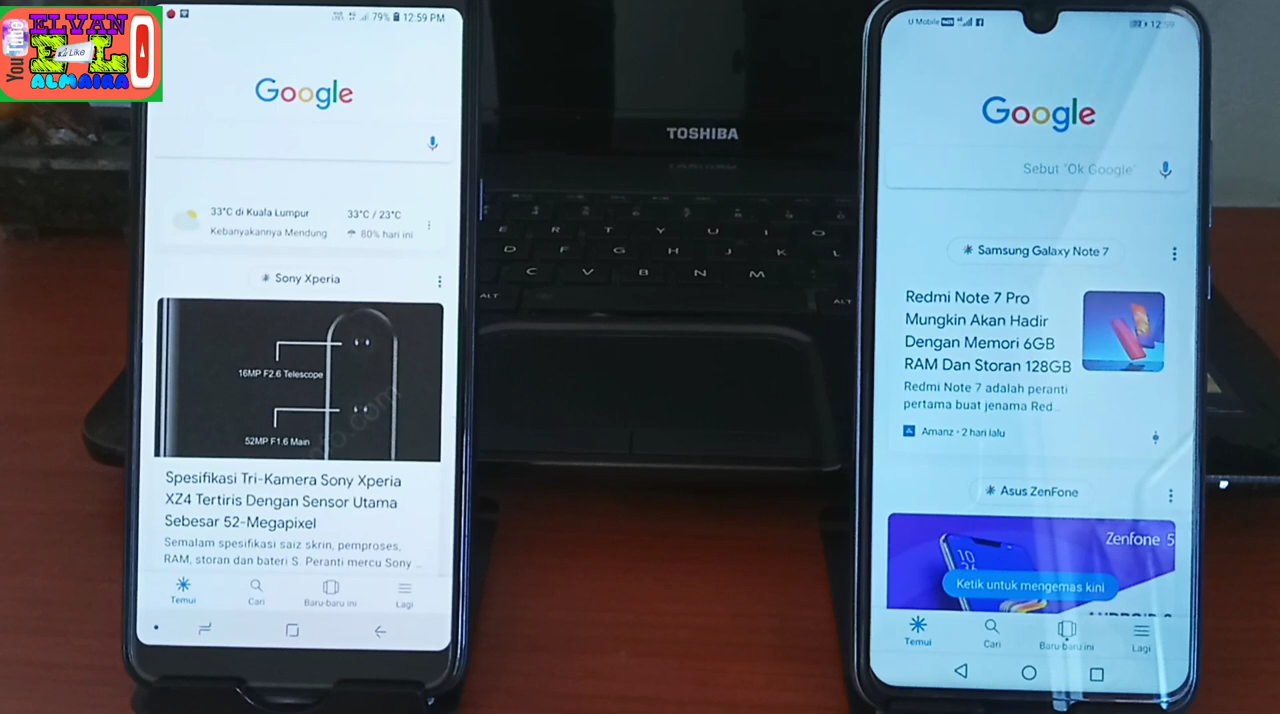 YouTube
ELVAN
EL
Like
ALMAIRA
79% 12:59 PM
Google
33°C di Kuala Lumpur
33°C / 23°C
Kebanyakannya Mendung
80% hari ini
Sony Xperia
16MP F2.6 Telescope
52MP F1.6 Main
Spesifikasi Tri-Kamera Sony Xperia
XZ4 Tertiris Dengan Sensor Utama
Sebesar 52-Megapixel
Semalam spesifikasi saiz skrin, pemproses,
RAM, storan dan bateri S. Peranti mercu Sony ...
Temui
Cari
Baru-baru ini
Lagi
TOSHIBA
E R T Y U I O
D F G H J K L
C V B N M
ALT
ALT
U Mobile
12:59
Google
Sebut "Ok Google"
Samsung Galaxy Note 7
Redmi Note 7 Pro
Mungkin Akan Hadir
Dengan Memori 6GB
RAM Dan Storan 128GB
Redmi Note 7 adalah peranti
pertama buat jenama Red...
Amanz • 2 hari lalu
Asus ZenFone
Zenfone 5
Ketik untuk mengemas kini
Temui
Cari
Baru-baru ini
Lagi